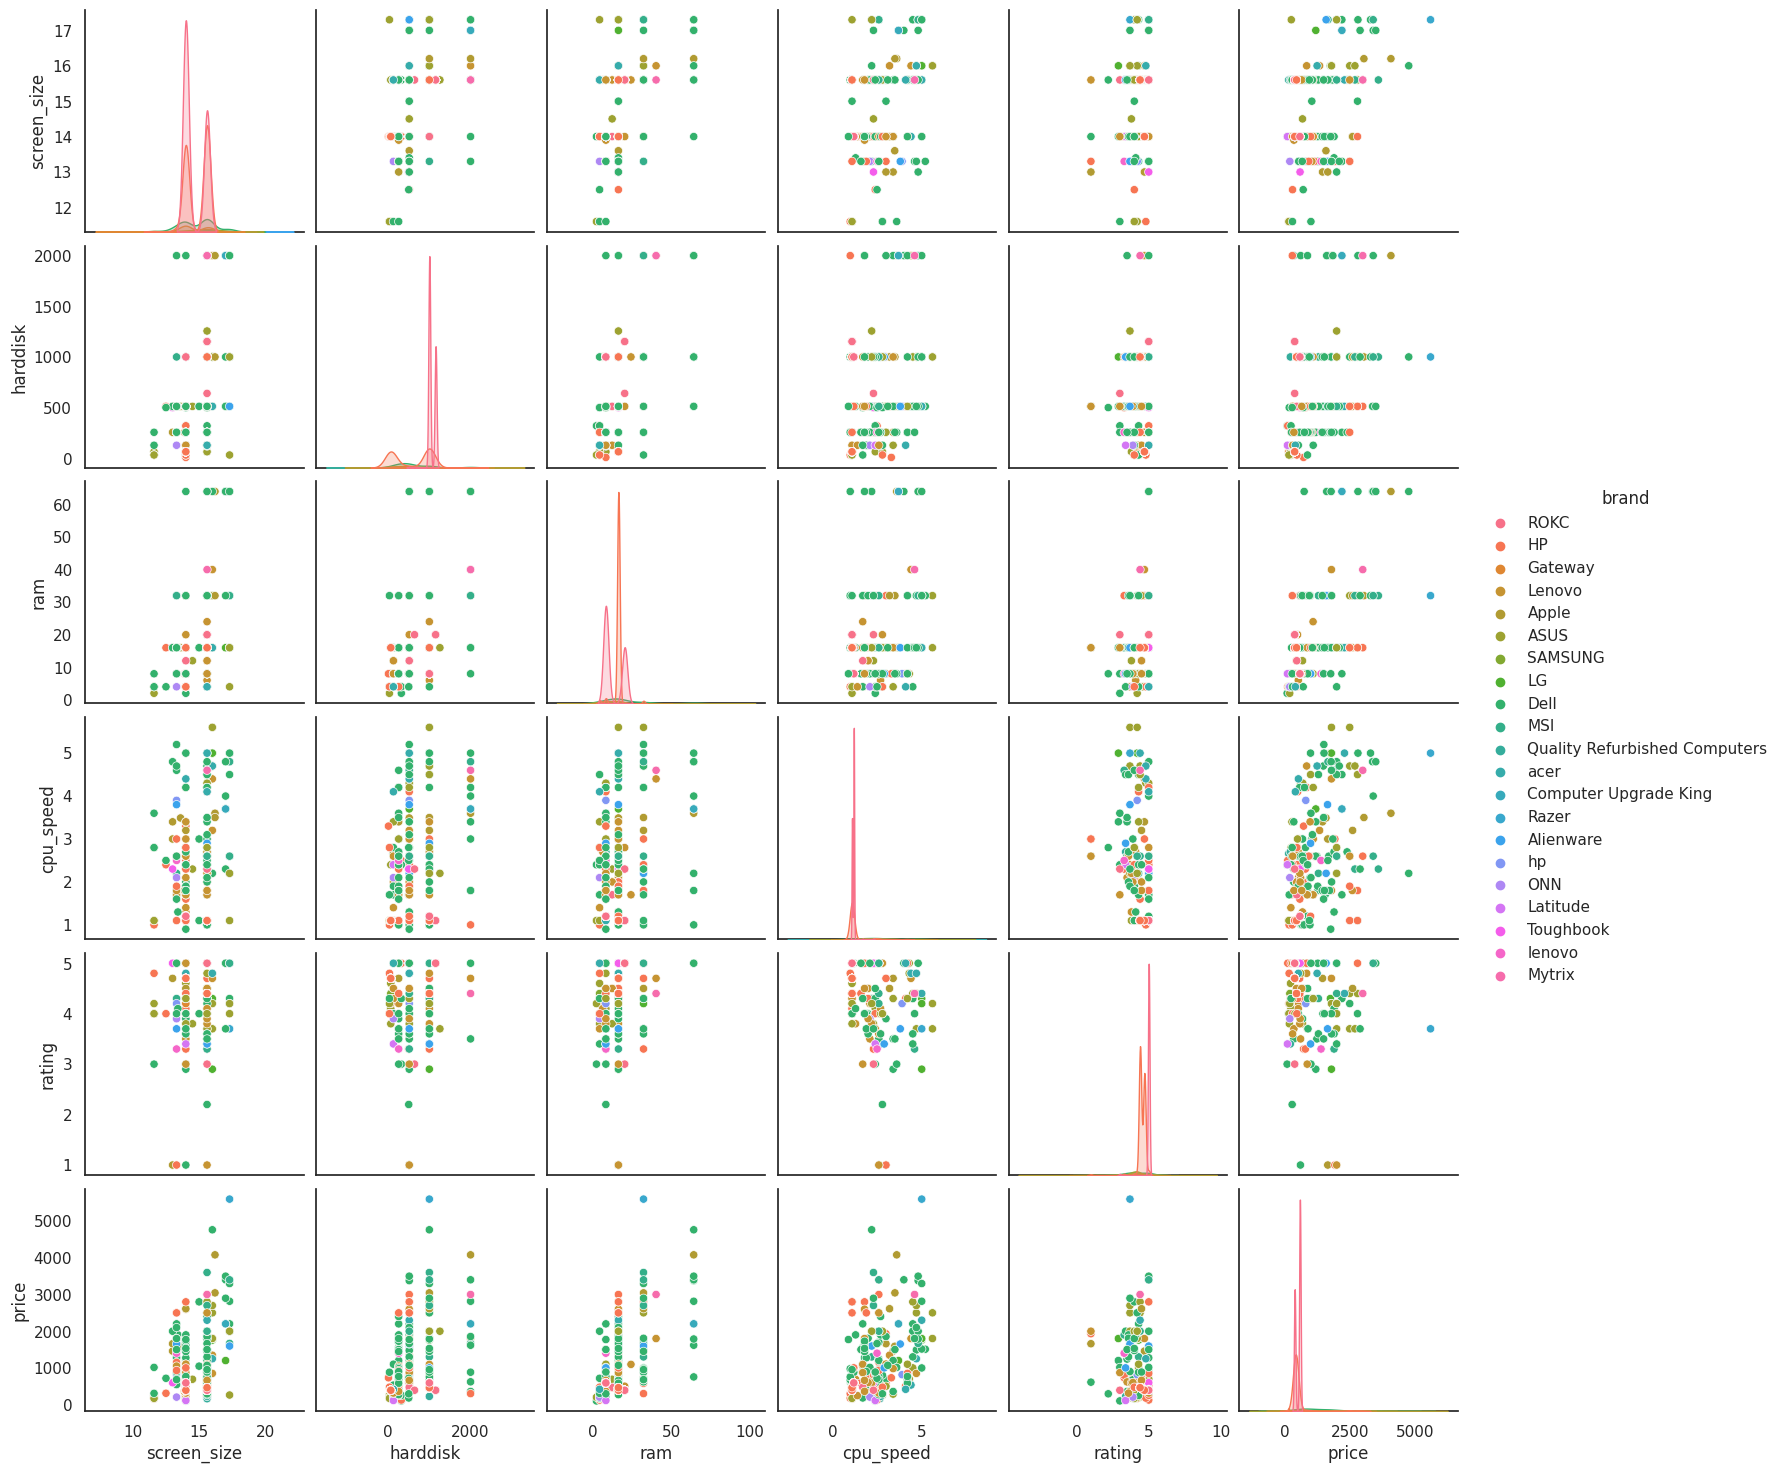 17
16
15
14
13
12
screen_size
2000
1500
1000
500
0
harddisk
60
50
40
30
20
10
0
ram
5
4
3
2
1
cpu_speed
5
4
3
2
1
rating
5000
4000
3000
2000
1000
0
price
10 15 20
screen_size
0 2000
harddisk
0 50 100
ram
0 5
cpu_speed
0 5 10
rating
0 2500 5000
price
brand
ROKC
HP
Gateway
Lenovo
Apple
ASUS
SAMSUNG
LG
Dell
MSI
Quality Refurbished Computers
acer
Computer Upgrade King
Razer
Alienware
hp
ONN
Latitude
Toughbook
lenovo
Mytrix